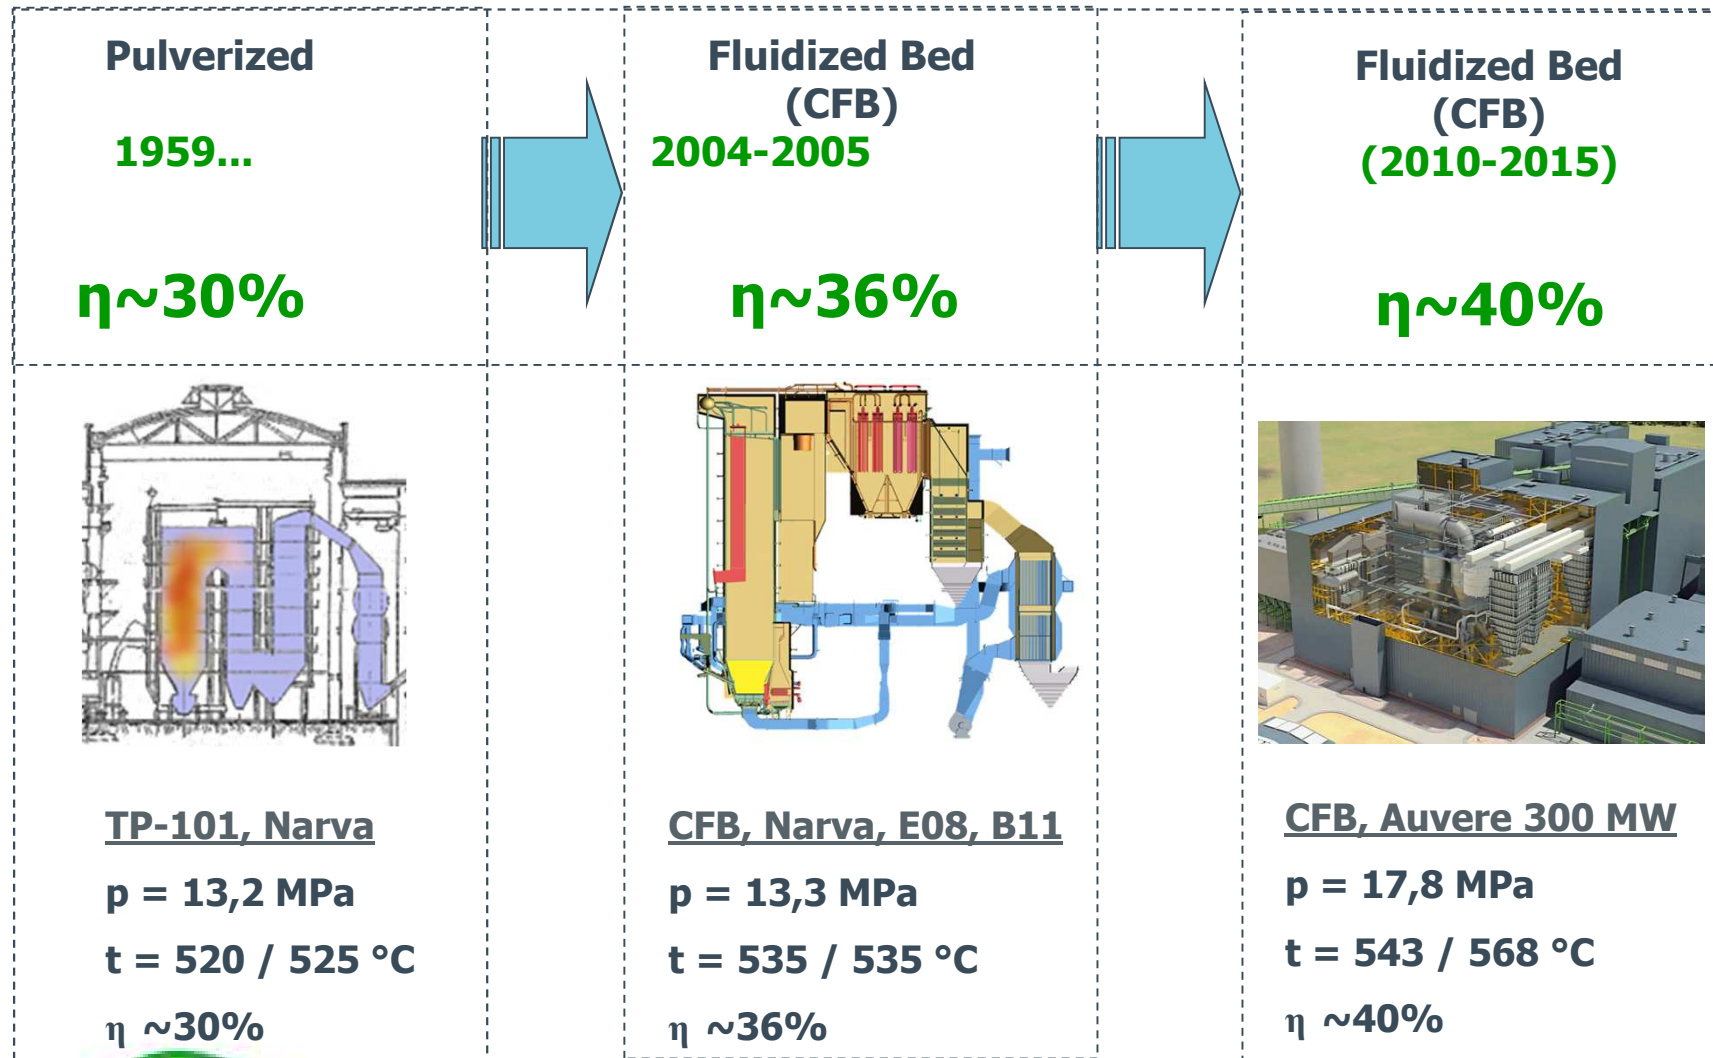 Pulverized
1959...
η~30%
Fluidized Bed
(CFB)
2004-2005
η~36%
Fluidized Bed
(CFB)
(2010-2015)
η~40%
TP-101, Narva
p = 13,2 MPa
t = 520 / 525 °C
η ~30%
CFB, Narva, E08, B11
p = 13,3 MPa
t = 535 / 535 °C
η ~36%
CFB, Auvere 300 MW
p = 17,8 MPa
t = 543 / 568 °C
η ~40%